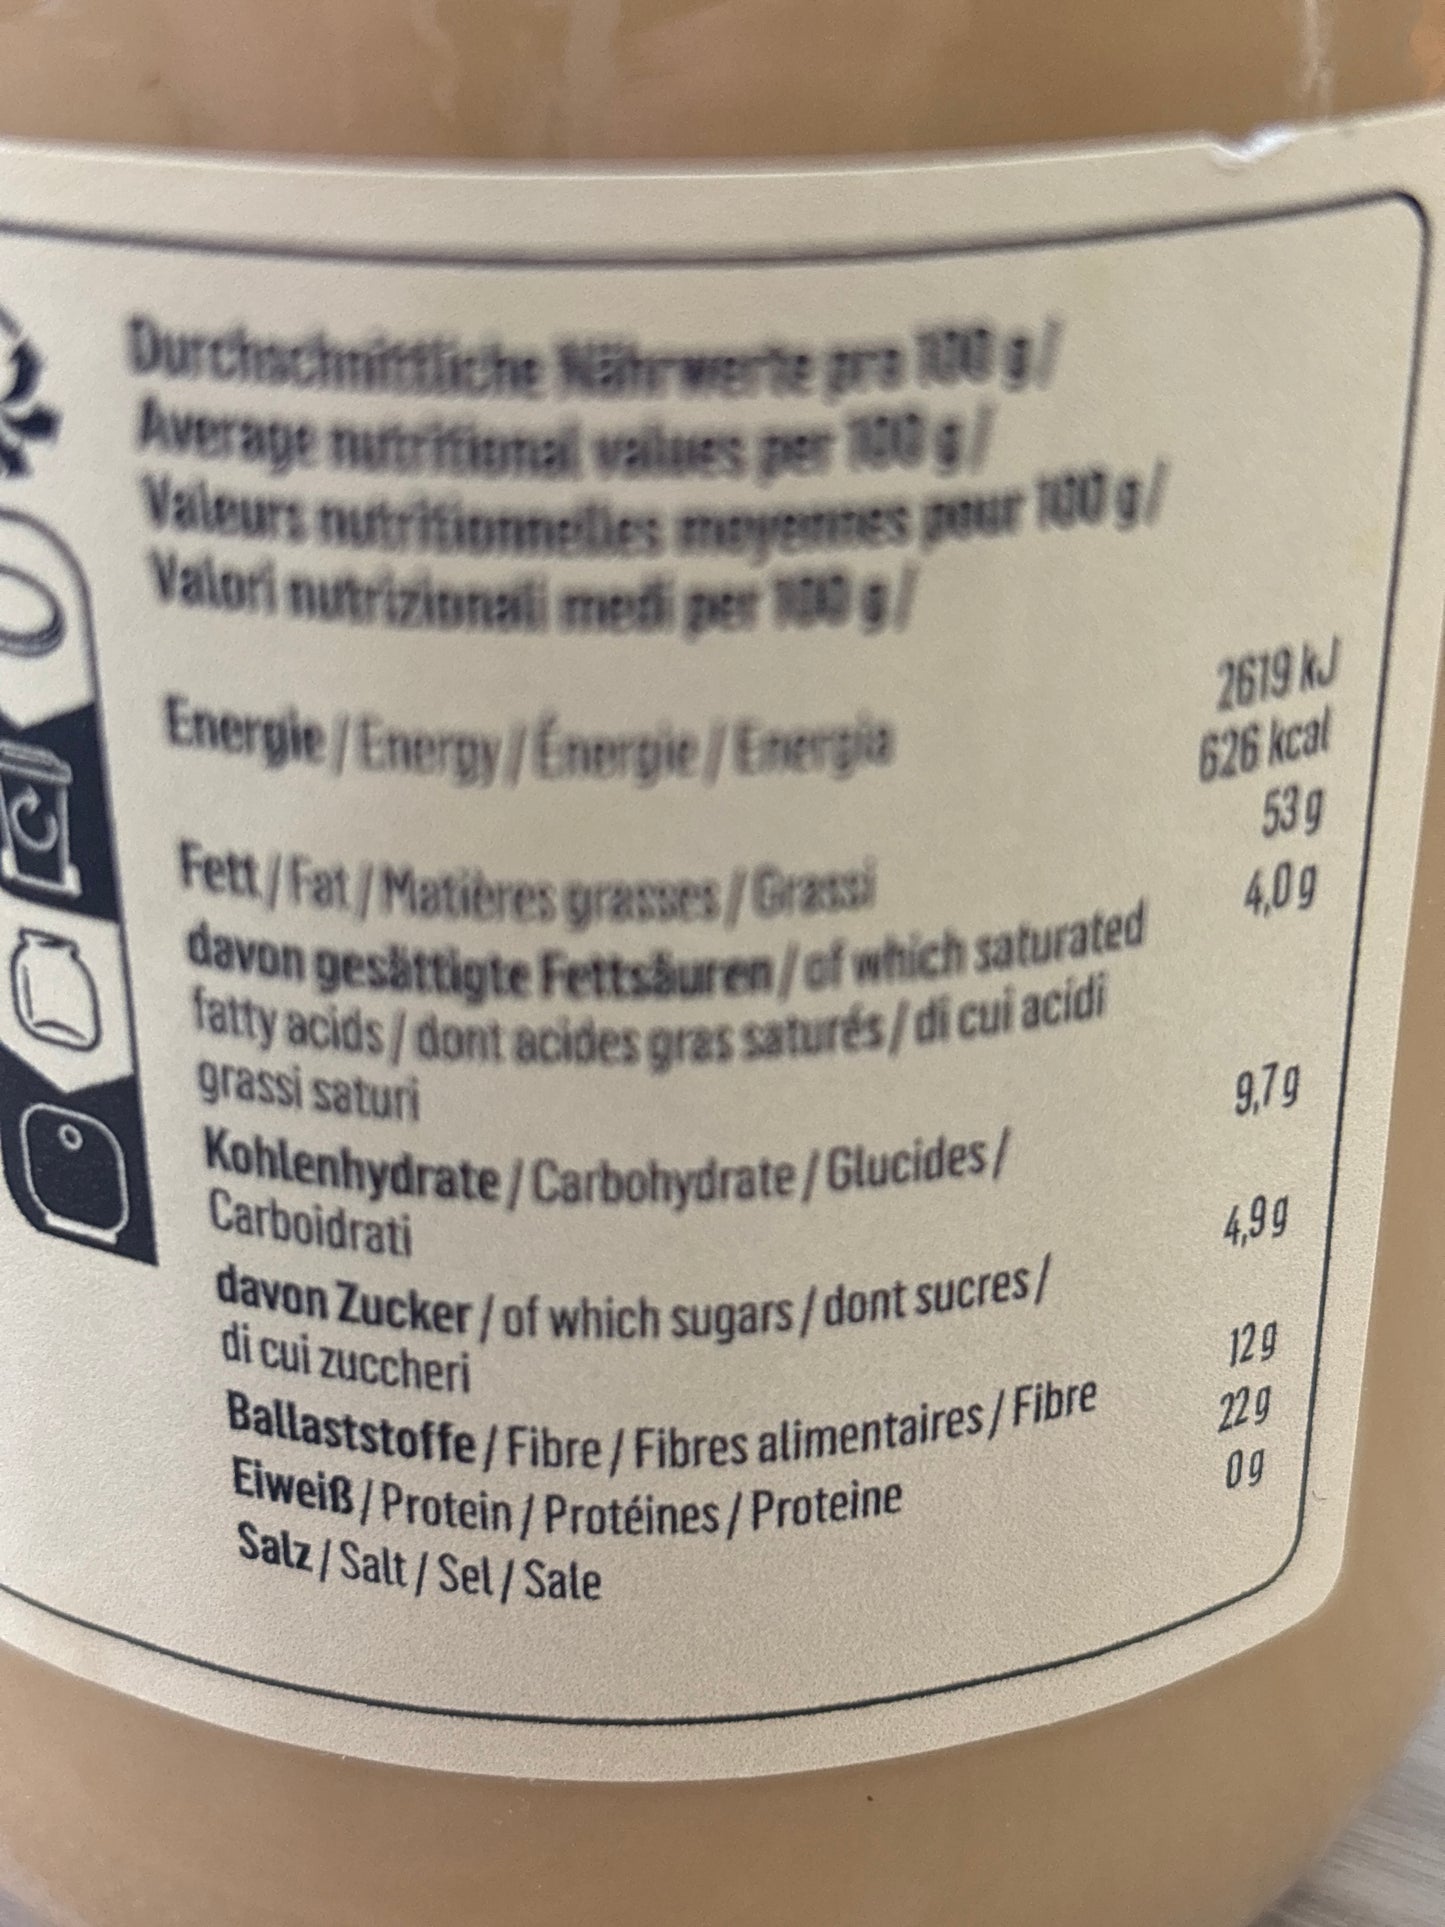 Durchschnittliche Nährwerte pro 100 g /
Average nutritional values per 100 g /
Valeurs nutritionnelles moyennes pour 100 g /
Valori nutrizionali medi per 100 g /
Energie / Energy / Énergie / Energia
2619 kJ
626 kcal
Fett / Fat / Matières grasses / Grassi
53 g
davon gesättigte Fettsäuren / of which saturated
4,0 g
fatty acids / dont acides gras saturés / di cui acidi
grassi saturi
Kohlenhydrate / Carbohydrate / Glucides /
9,7 g
Carboidrati
davon Zucker / of which sugars / dont sucres /
4,9 g
di cui zuccheri
Ballaststoffe / Fibre / Fibres alimentaires / Fibre
12 g
Eiweiß / Protein / Protéines / Proteine
22 g
Salz / Salt / Sel / Sale
0 g